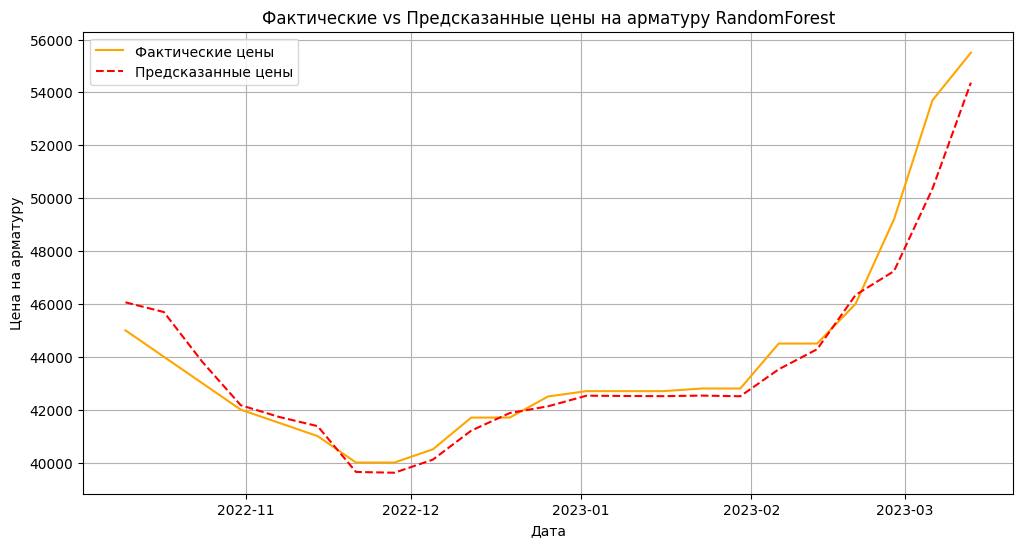 Фактические vs Предсказанные цены на арматуру RandomForest
Фактические цены
Предсказанные цены
Цена на арматуру
56000
54000
52000
50000
48000
46000
44000
42000
40000
2022-11
2022-12
2023-01
2023-02
2023-03
Дата